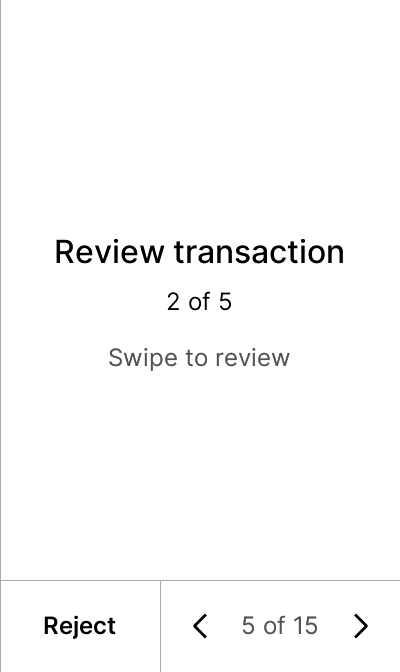 Review transaction
2 of 5
Swipe to review
Reject
5 of 15